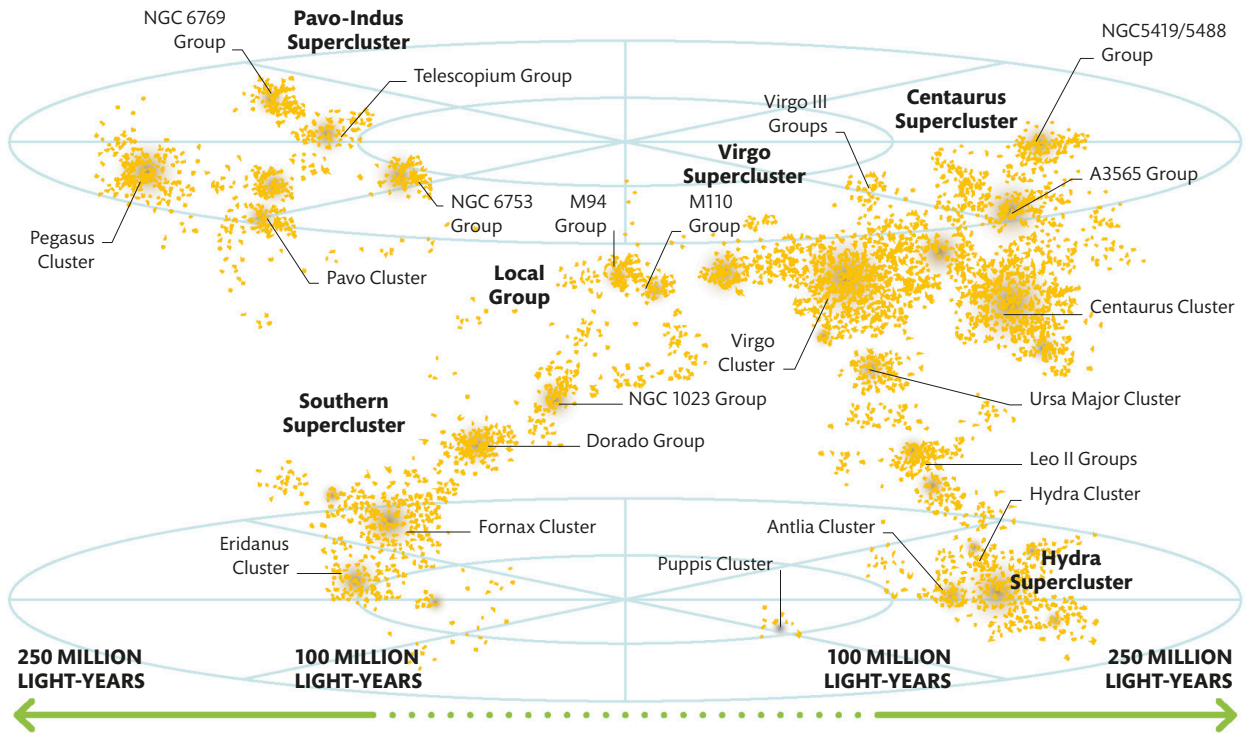 NGC 6769
Group
Pavo-Indus
Supercluster
Telescopium Group
NGC5419/5488
Group
Virgo III
Groups
Centaurus
Supercluster
Virgo
Supercluster
A3565 Group
NGC 6753
Group
M94
Group
M110
Group
Pegasus
Cluster
Pavo Cluster
Local
Group
Centaurus Cluster
Virgo
Cluster
Ursa Major Cluster
NGC 1023 Group
Southern
Supercluster
Dorado Group
Leo II Groups
Hydra Cluster
Fornax Cluster
Antlia Cluster
Eridanus
Cluster
Puppis Cluster
Hydra
Supercluster
250 MILLION
LIGHT-YEARS
100 MILLION
LIGHT-YEARS
100 MILLION
LIGHT-YEARS
250 MILLION
LIGHT-YEARS